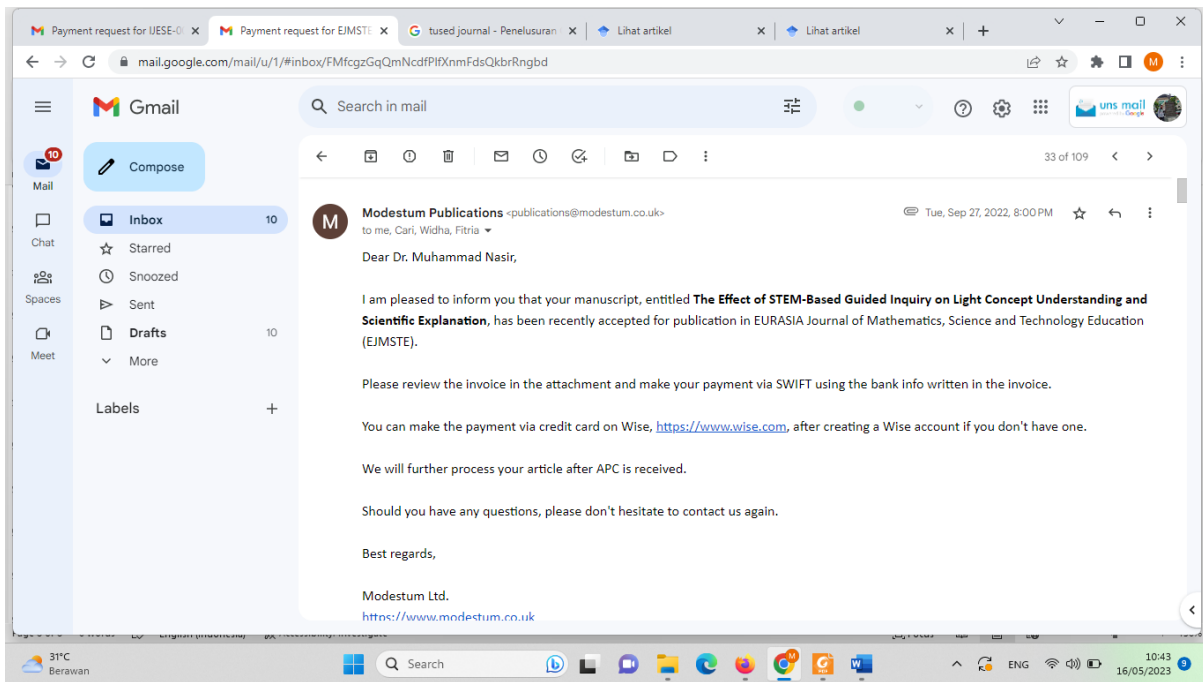 Payment request for IJESE-0
Payment request for EJMSTE
tused journal - Penelusuran
Lihat artikel
Lihat artikel
mail.google.com/mail/u/1/#inbox/FMfcgzGqQmNcdfPlfXnmFdsQkbrRngbd
M
Gmail
Search in mail
uns mail
Google
10
Mail
Chat
Spaces
Meet
Compose
Inbox 10
Starred
Snoozed
Sent
Drafts 10
More
Labels
33 of 109
M
Modestum Publications <publications@modestum.co.uk>
Tue, Sep 27, 2022, 8:00 PM
to me, Cari, Widha, Fitria
Dear Dr. Muhammad Nasir,
I am pleased to inform you that your manuscript, entitled The Effect of STEM-Based Guided Inquiry on Light Concept Understanding and
Scientific Explanation, has been recently accepted for publication in EURASIA Journal of Mathematics, Science and Technology Education
(EJMSTE).
Please review the invoice in the attachment and make your payment via SWIFT using the bank info written in the invoice.
You can make the payment via credit card on Wise, https://www.wise.com, after creating a Wise account if you don't have one.
We will further process your article after APC is received.
Should you have any questions, please don't hesitate to contact us again.
Best regards,
Modestum Ltd.
https://www.modestum.co.uk
31°C
Berawan
Search
ENG
10:43
16/05/2023
9